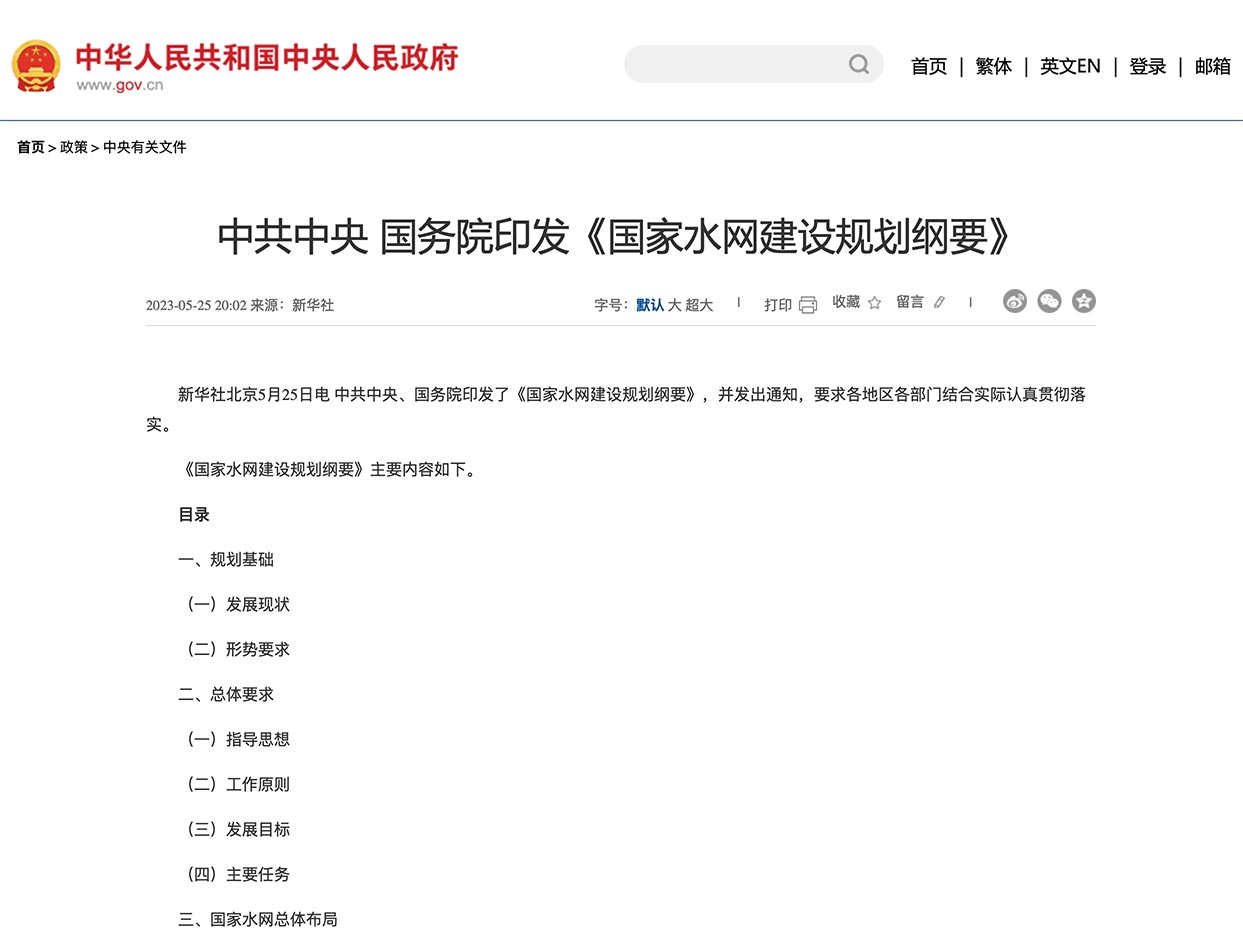 中华人民共和国中央人民政府
www.gov.cn
首页 | 繁体 | 英文EN | 登录 | 邮箱
首页 > 政策 > 中央有关文件
中共中央 国务院印发《国家水网建设规划纲要》
2023-05-25 20:02 来源：新华社 字号：默认 大 超大 | 打印 收藏 留言 |
新华社北京5月25日电 中共中央、国务院印发了《国家水网建设规划纲要》，并发出通知，要求各地区各部门结合实际认真贯彻落
实。
《国家水网建设规划纲要》主要内容如下。
目录
一、规划基础
（一）发展现状
（二）形势要求
二、总体要求
（一）指导思想
（二）工作原则
（三）发展目标
（四）主要任务
三、国家水网总体布局